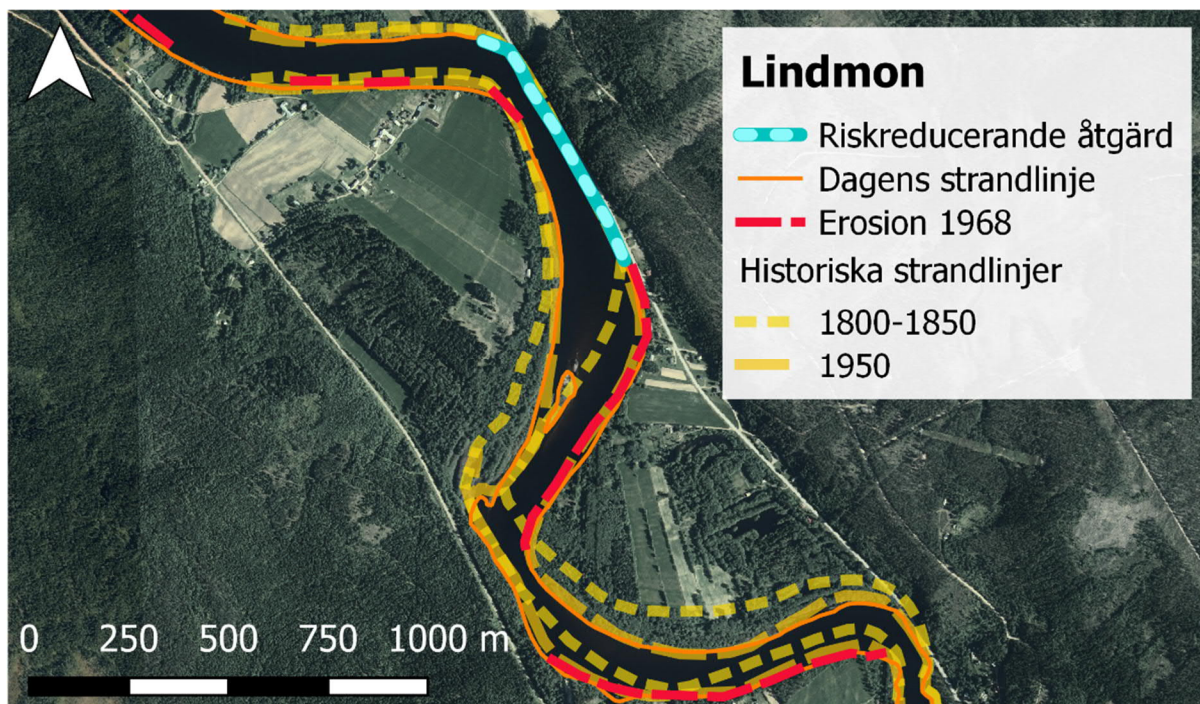 Lindmon
Riskreducerande åtgärd
Dagens strandlinje
Erosion 1968
Historiska strandlinjer
1800-1850
1950
0 250 500 750 1000 m